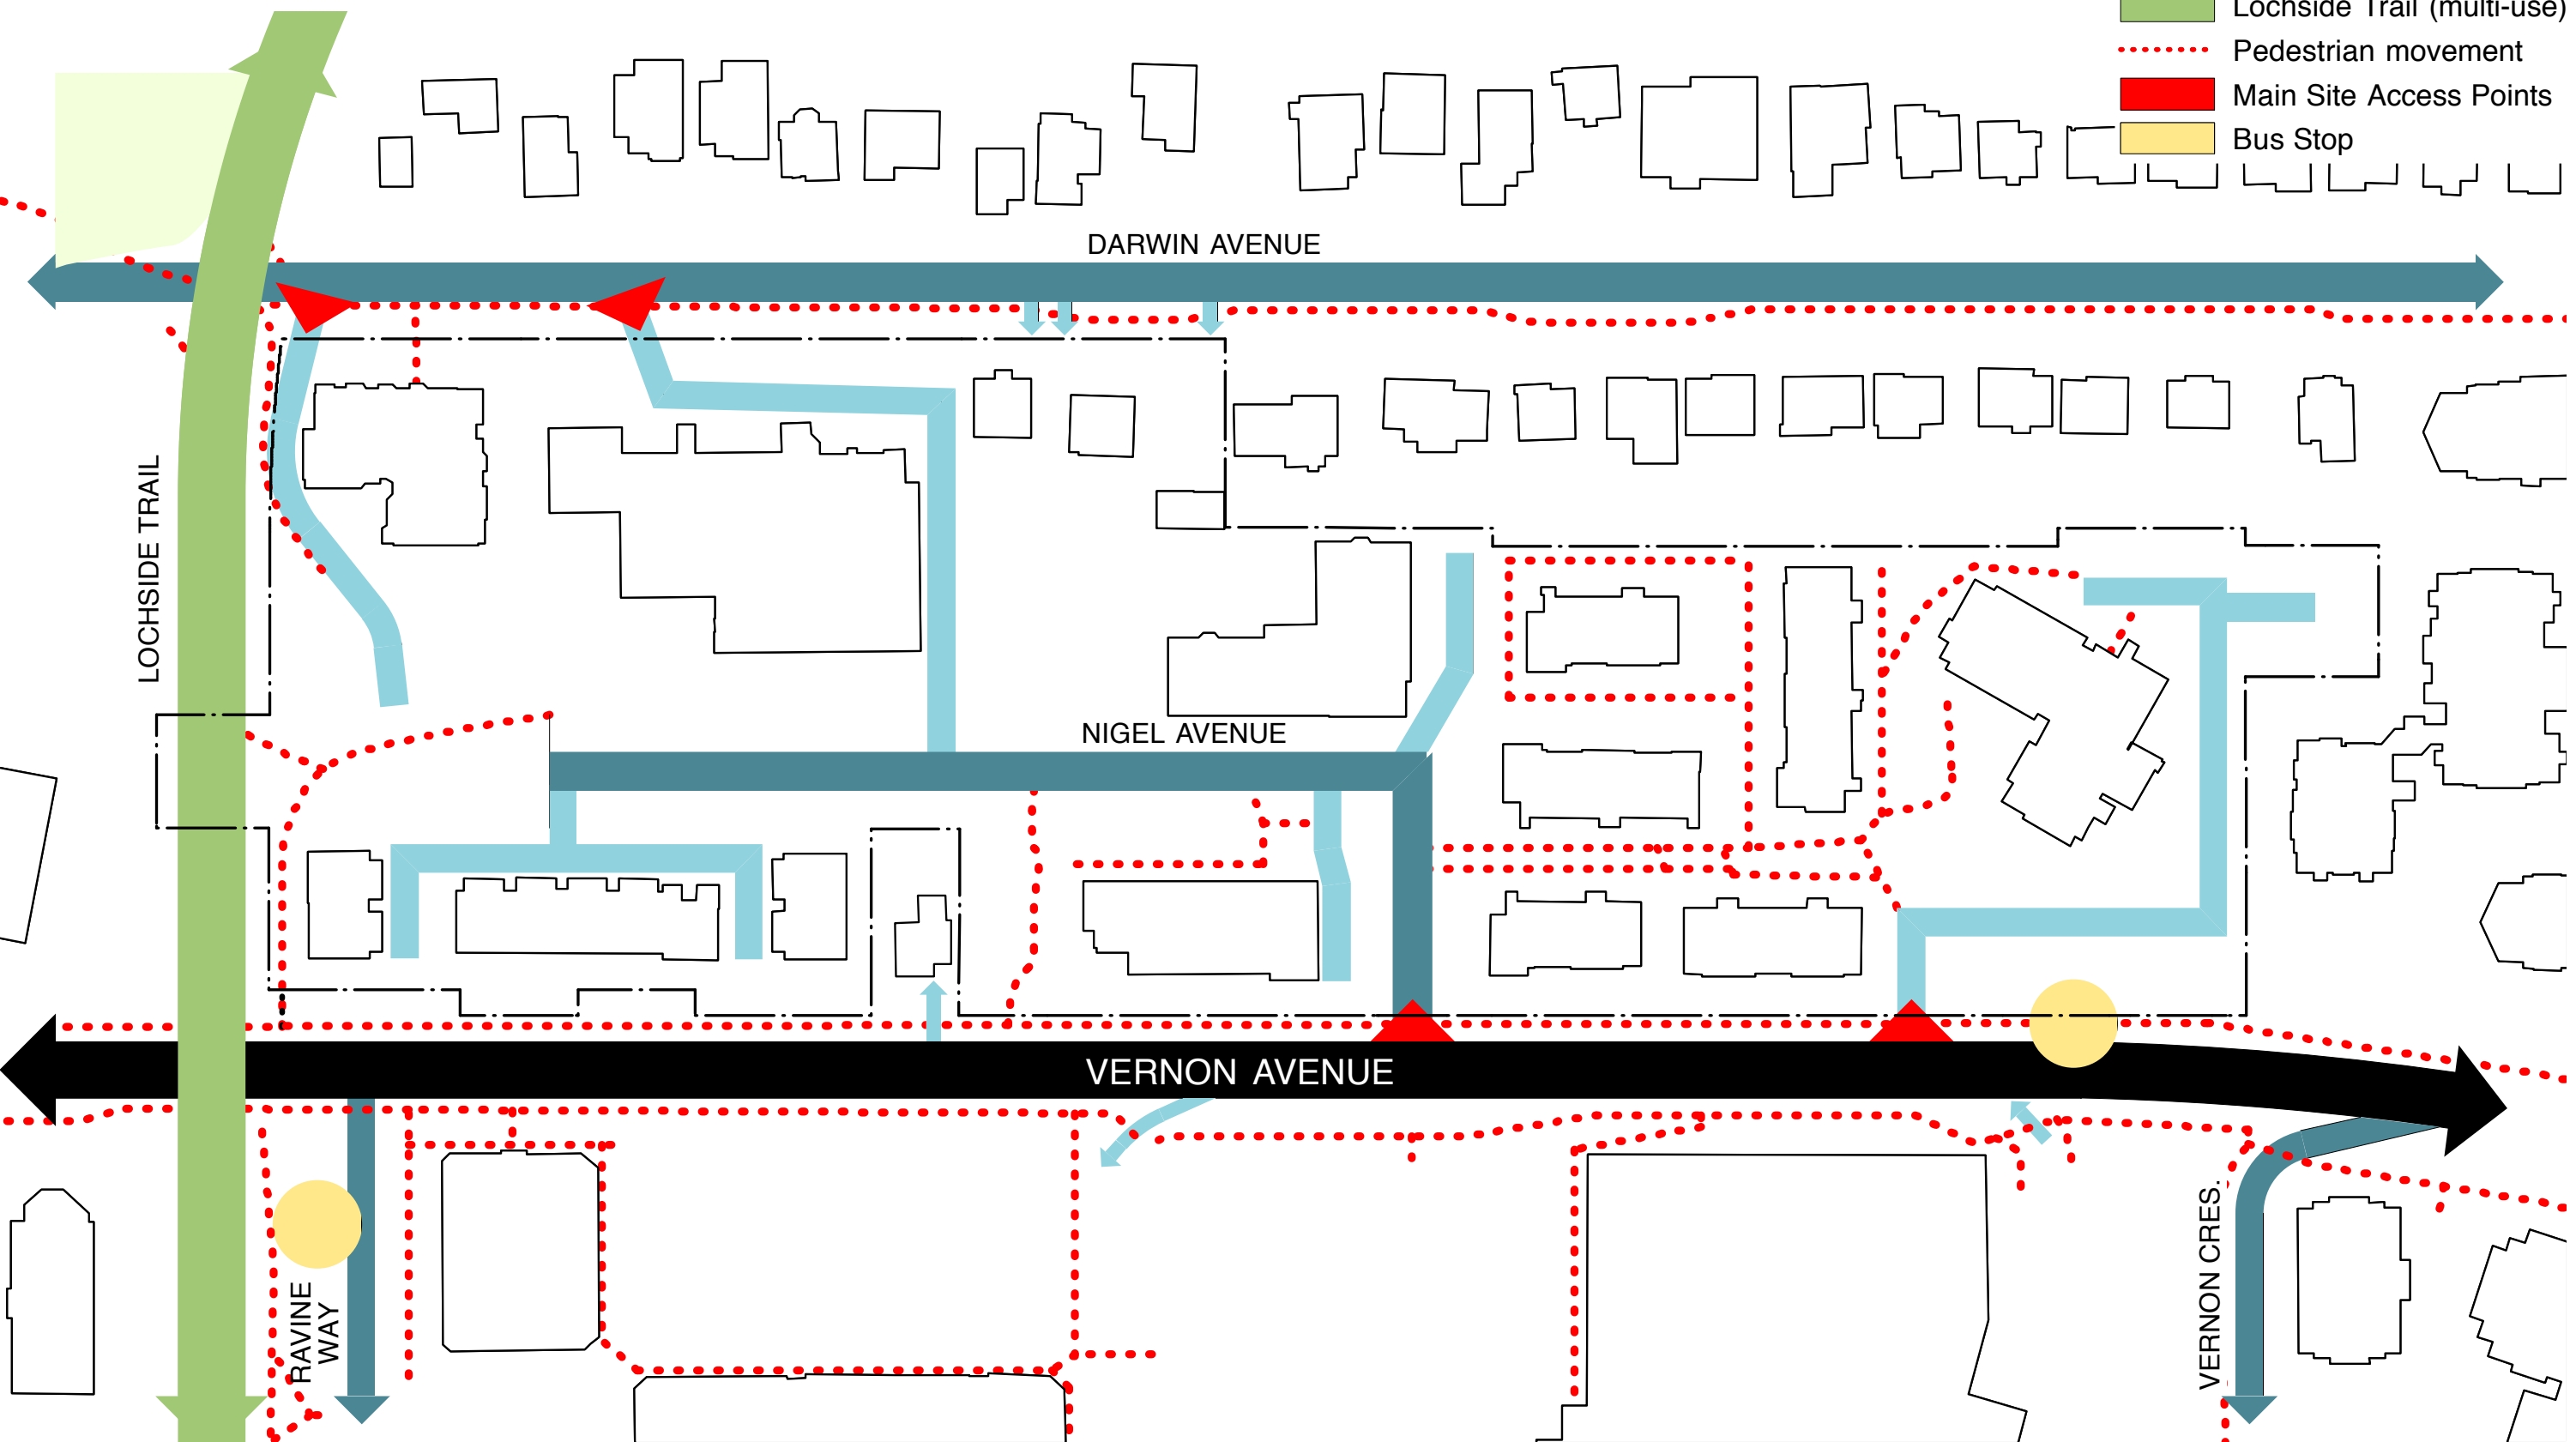 Lochside Trail (multi-use)
Pedestrian movement
Main Site Access Points
Bus Stop
DARWIN AVENUE
LOCHSIDE TRAIL
NIGEL AVENUE
VERNON AVENUE
RAVINE
WAY
VERNON CRES.